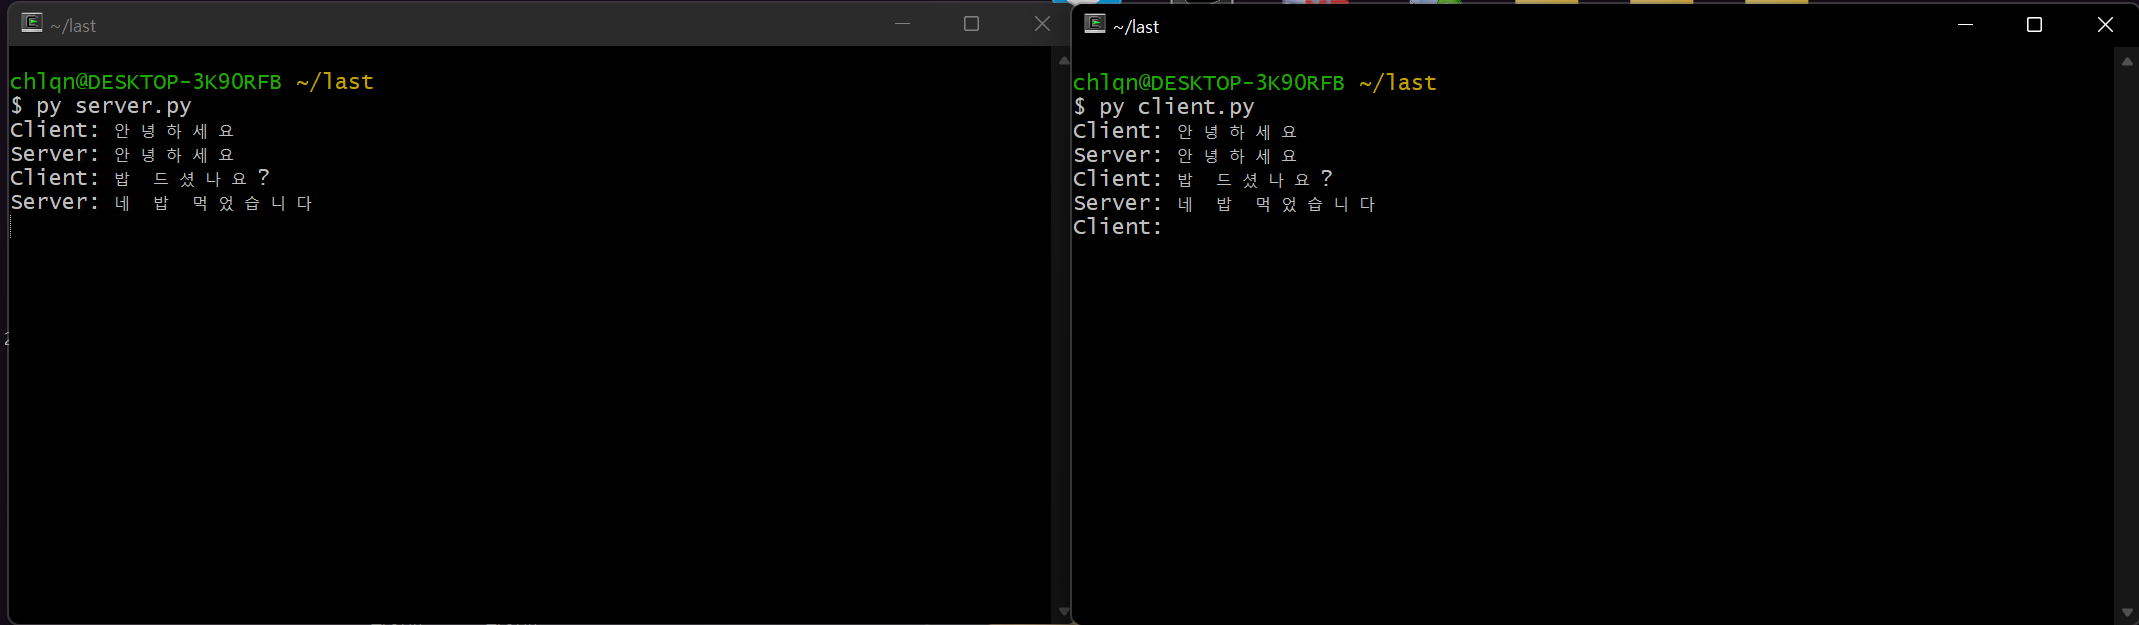 ~/last
chlqn@DESKTOP-3K90RFB ~/last
$ py server.py
Client: 안녕하세요
Server: 안녕하세요
Client: 밥 드셨나요?
Server: 네 밥 먹었습니다
~/last
chlqn@DESKTOP-3K90RFB ~/last
$ py client.py
Client: 안녕하세요
Server: 안녕하세요
Client: 밥 드셨나요?
Server: 네 밥 먹었습니다
Client: